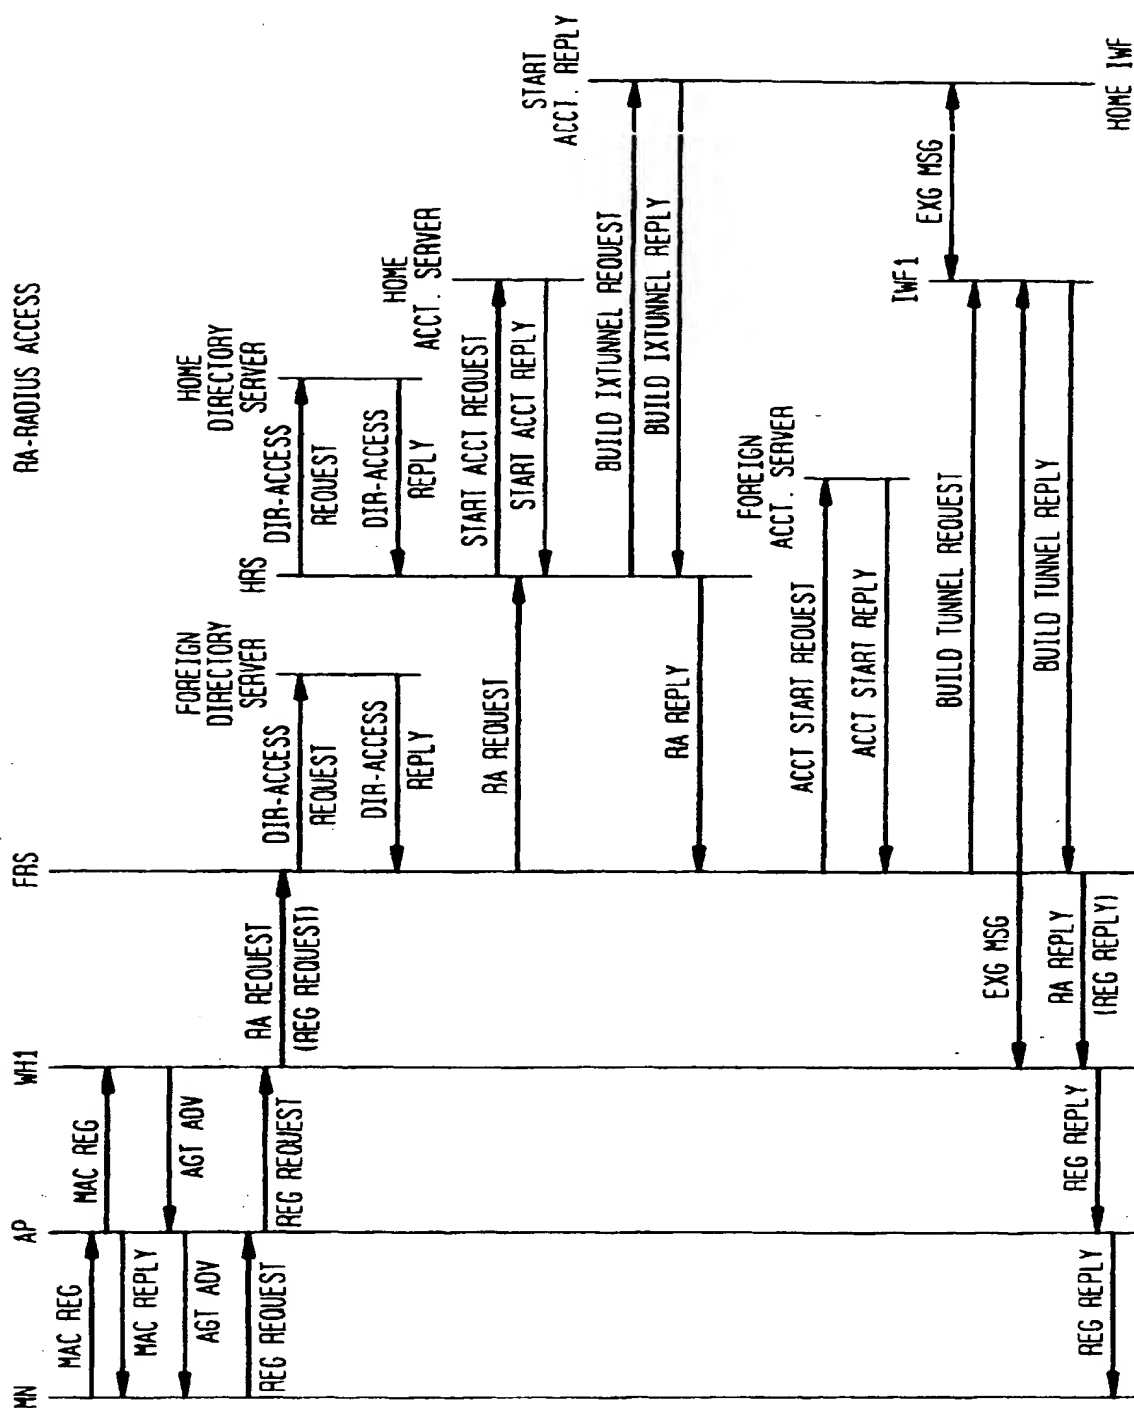 RA-RADIUS ACCESS
MN
AP
WH1
FRS
FOREIGN
DIRECTORY
SERVER
HRS
HOME
DIRECTORY
SERVER
HOME
ACCT. SERVER
START
ACCT. REPLY
MAC REG
MAC REG
MAC REPLY
AGT ADV
AGT ADV
REG REQUEST
REG REQUEST
RA REQUEST
(REG REQUEST)
DIR-ACCESS
REQUEST
DIR-ACCESS
REPLY
DIR-ACCESS
REQUEST
DIR-ACCESS
REPLY
RA REQUEST
START ACCT REQUEST
START ACCT REPLY
BUILD IXTUNNEL REQUEST
BUILD IXTUNNEL REPLY
RA REPLY
FOREIGN
ACCT. SERVER
ACCT START REQUEST
ACCT START REPLY
IWF1
EXG MSG
BUILD TUNNEL REQUEST
BUILD TUNNEL REPLY
EXG MSG
RA REPLY
(REG REPLY)
REG REPLY
REG REPLY
HOME IWF